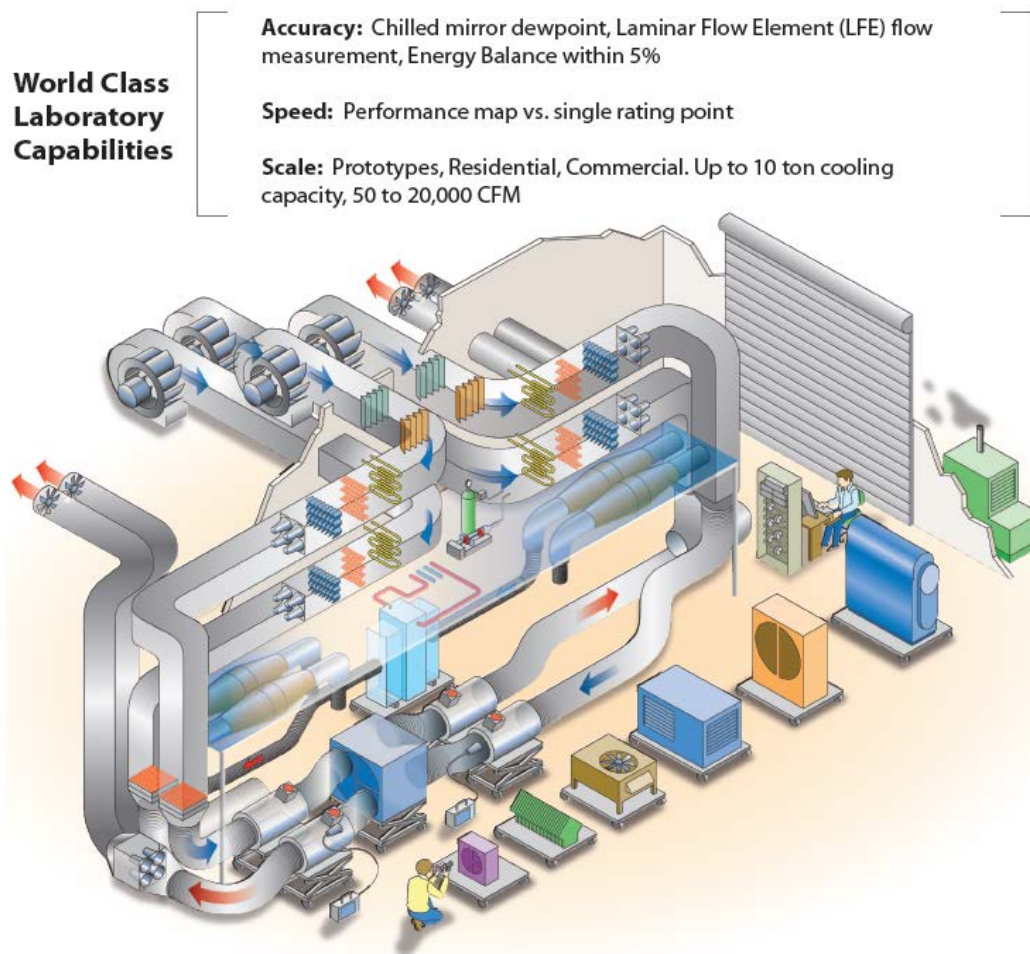 World Class
Laboratory
Capabilities
Accuracy: Chilled mirror dewpoint, Laminar Flow Element (LFE) flow
measurement, Energy Balance within 5%
Speed: Performance map vs. single rating point
Scale: Prototypes, Residential, Commercial. Up to 10 ton cooling
capacity, 50 to 20,000 CFM